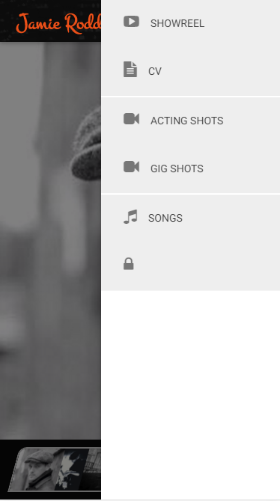 Jamie Rodd
SHOWREEL
CV
ACTING SHOTS
GIG SHOTS
SONGS